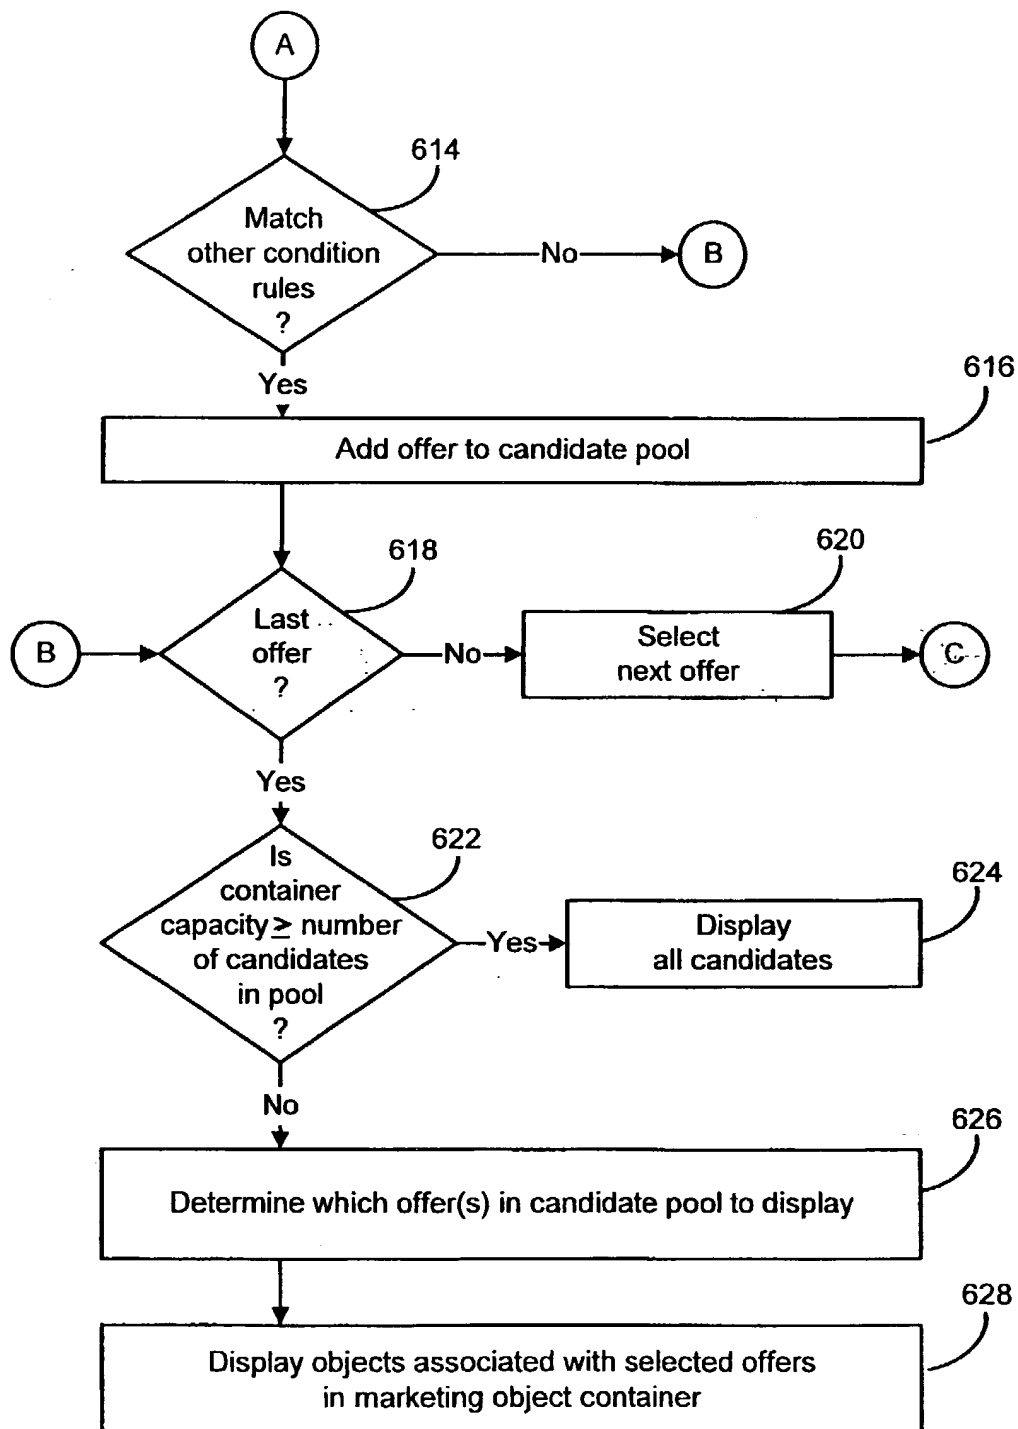 A
614
Match
other condition
rules
?
No
B
Yes
616
Add offer to candidate pool
618
620
Last
offer
?
B
No
Select
next offer
C
Yes
622
Is
container
capacity ≥ number
of candidates
in pool
?
Yes
624
Display
all candidates
No
626
Determine which offer(s) in candidate pool to display
628
Display objects associated with selected offers
in marketing object container